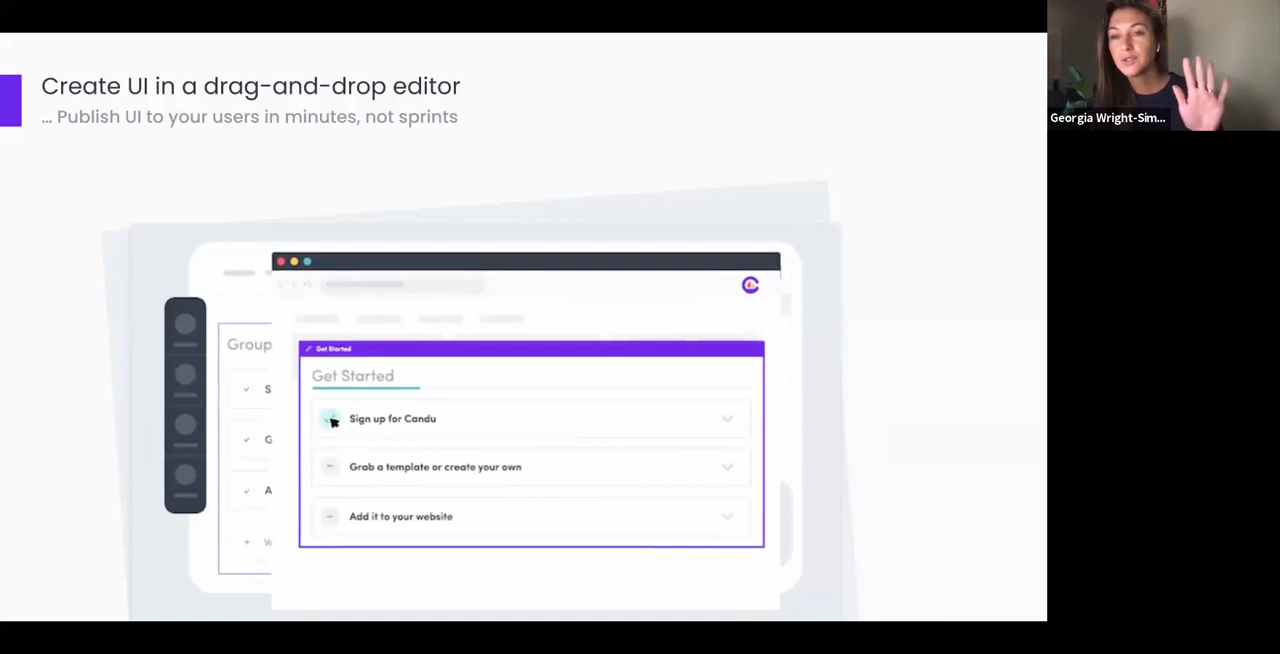 Create UI in a drag-and-drop editor
... Publish UI to your users in minutes, not sprints
Georgia Wright-Sim...
Group
Get Started
Get Started
S
Sign up for Candu
G
Grab a template or create your own
A
Add it to your website
W